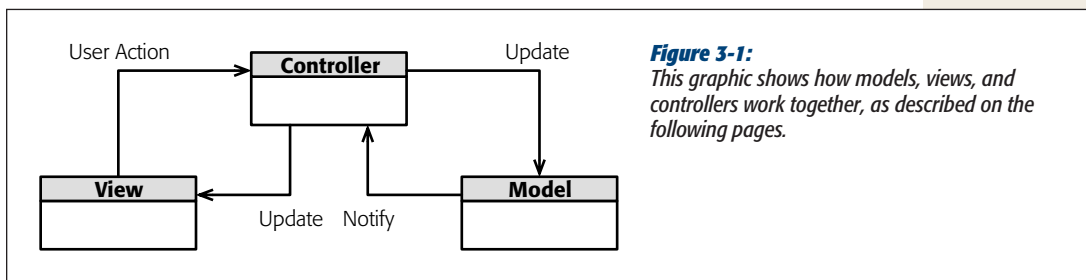 User Action
Controller
Update
View
Update
Notify
Model
Figure 3-1:
This graphic shows how models, views, and
controllers work together, as described on the
following pages.